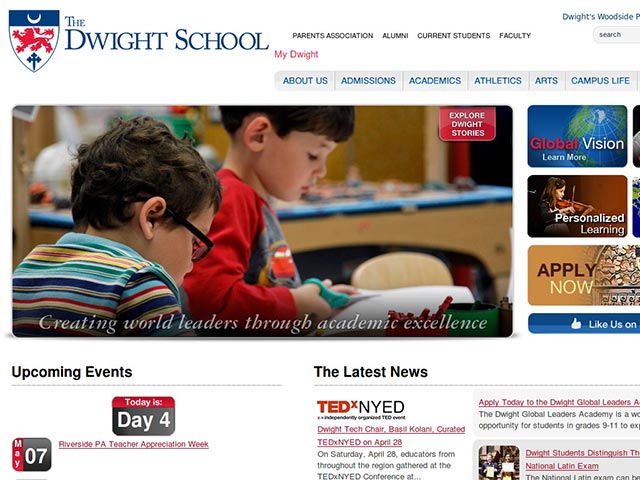 THE
DWIGHT SCHOOL
Dwight's Woodside P
search
PARENTS ASSOCIATION ALUMNI CURRENT STUDENTS FACULTY
My Dwight
ABOUT US ADMISSIONS ACADEMICS ATHLETICS ARTS CAMPUS LIFE
EXPLORE
DWIGHT
STORIES
Creating world leaders through academic excellence
Global Vision
Learn More
Personalized
Learning
APPLY
NOW
Like Us on
Upcoming Events
Today is:
Day 4
May
07
Riverside PA Teacher Appreciation Week
The Latest News
TEDxNYED
x = independently organized TED event
Dwight Tech Chair, Basil Kolani, Curated
TEDxNYED on April 28
On Saturday, April 28, educators from
throughout the region gathered at the
TEDxNYED Conference at...
Apply Today to the Dwight Global Leaders A
The Dwight Global Leaders Academy is a wo
opportunity for students in grades 9-11 to exp
Dwight Students Distinguish The
National Latin Exam
The National Latin exam can be